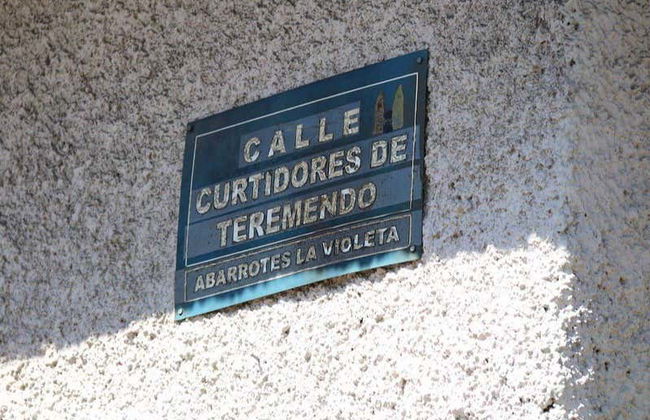 CALLE
CURTIDORES DE
TEREMENDO
ABARROTES LA VIOLETA